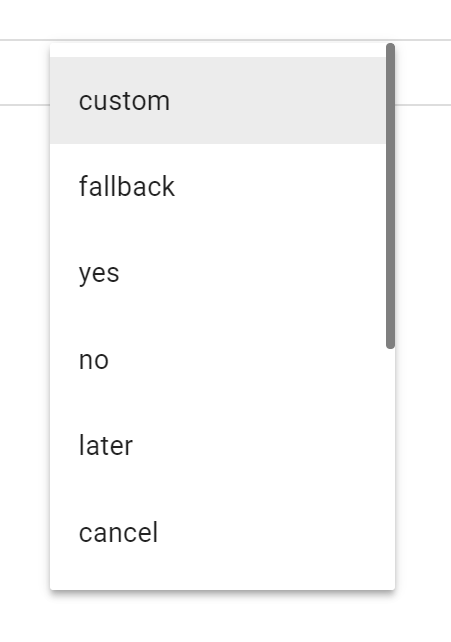 custom
fallback
yes
no
later
cancel